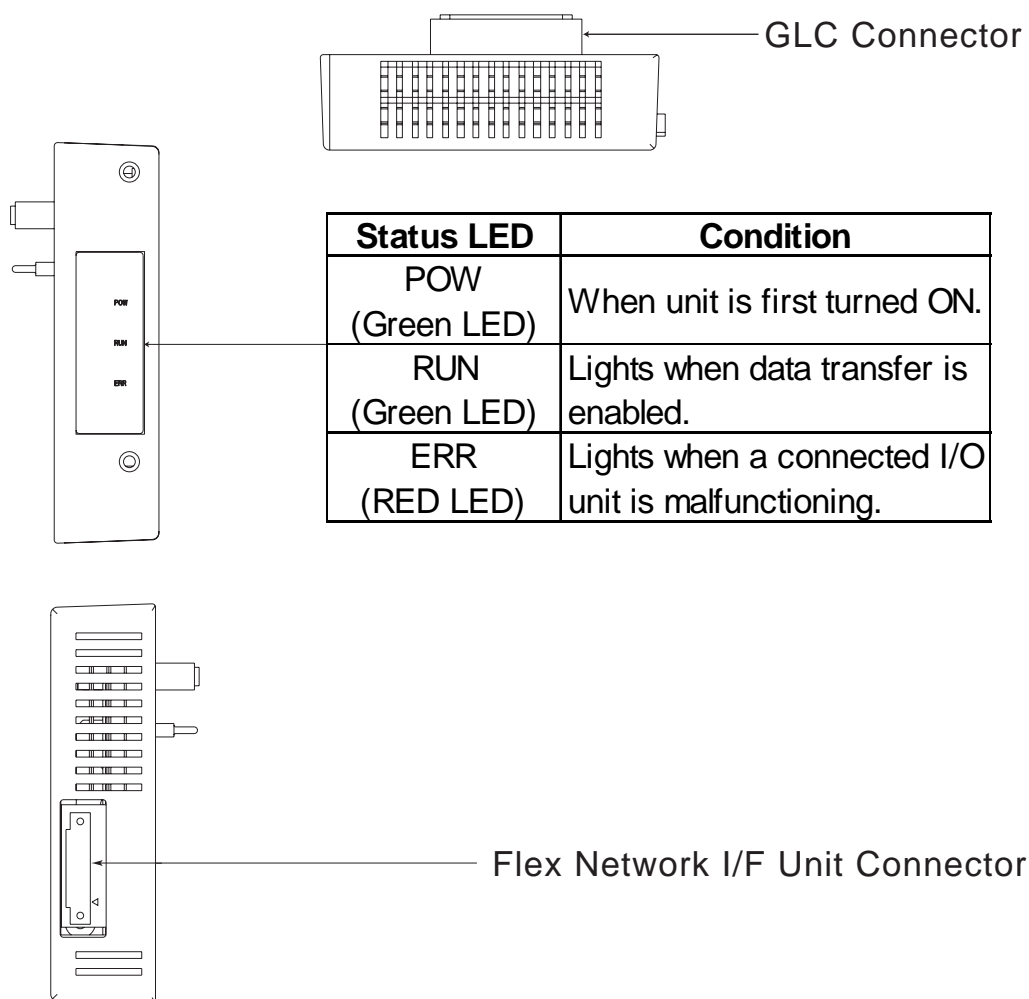 GLC Connector
Status LED Condition
POW
(Green LED)
When unit is first turned ON.
RUN
(Green LED)
Lights when data transfer is
enabled.
ERR
(RED LED)
Lights when a connected I/O
unit is malfunctioning.
POW
RUN
ERR
Flex Network I/F Unit Connector